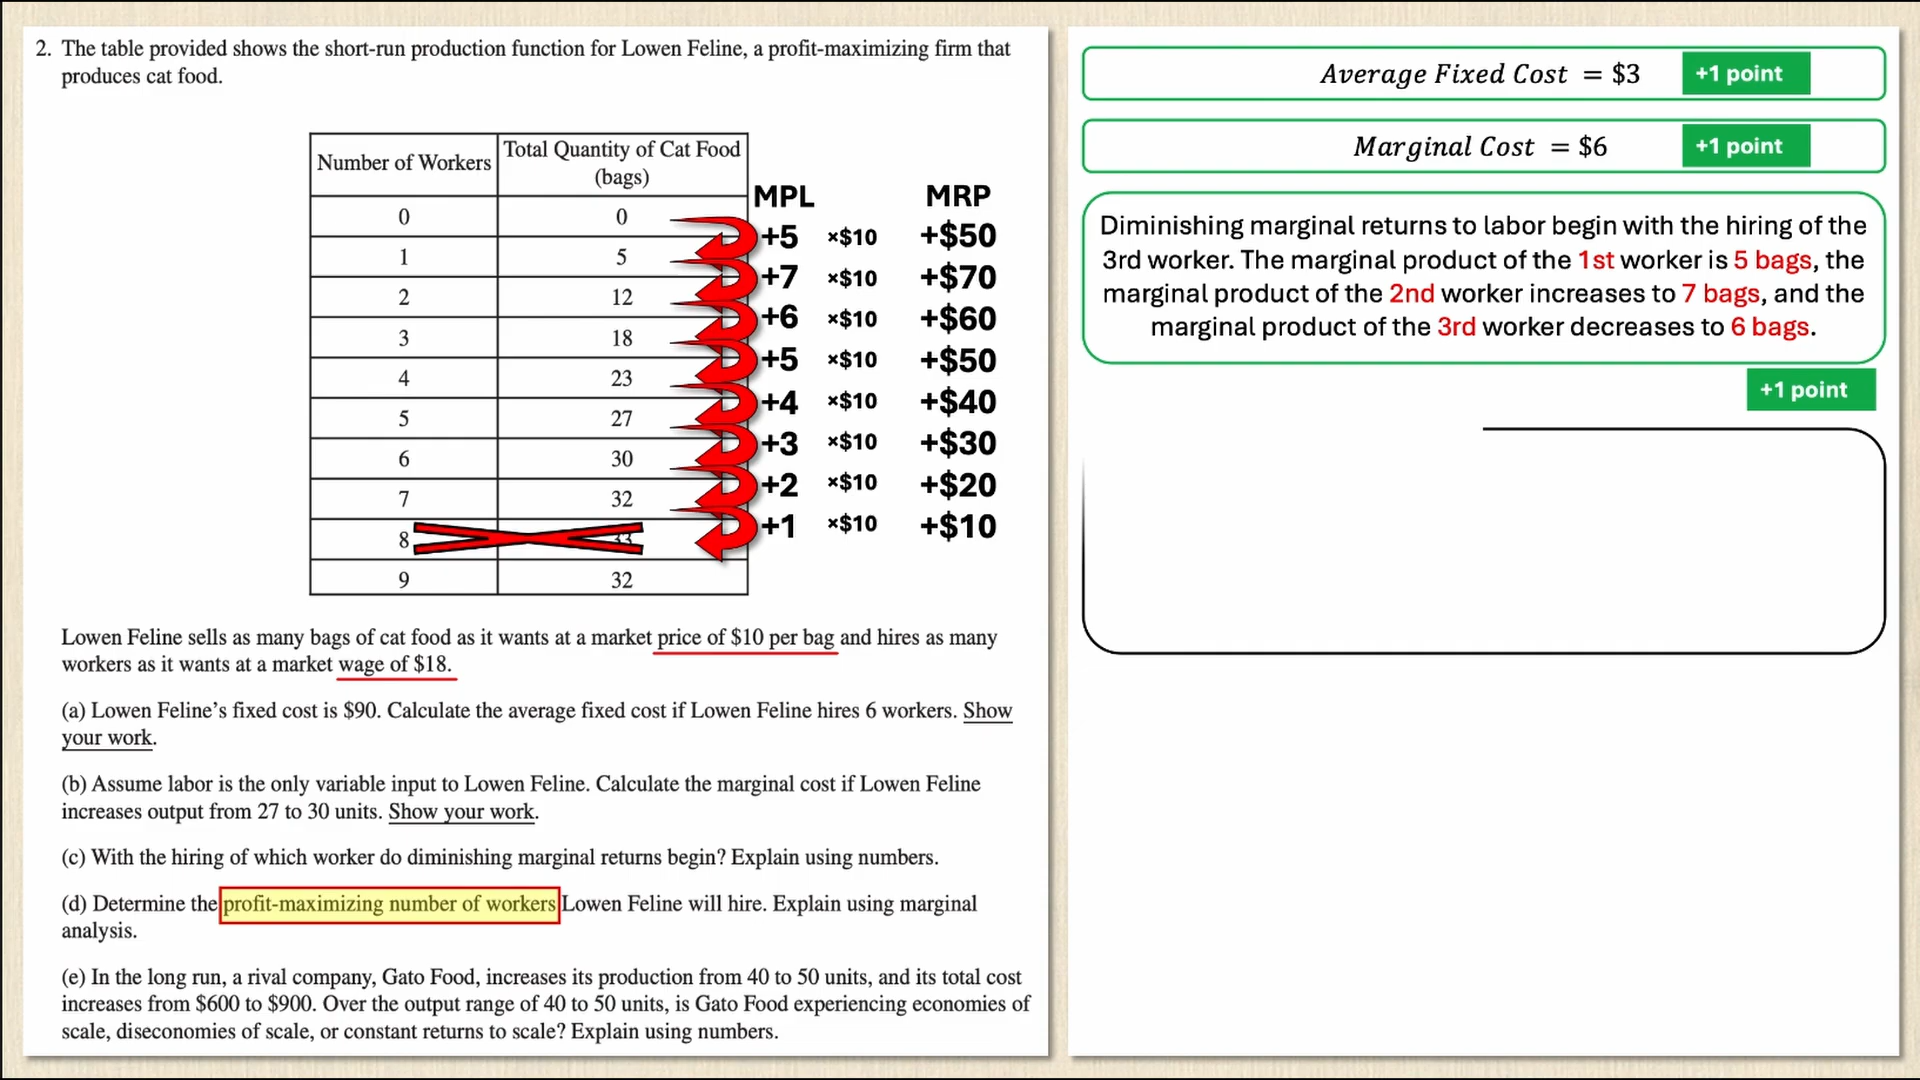 2. The table provided shows the short-run production function for Lowen Feline, a profit-maximizing firm that
produces cat food.
Number of Workers Total Quantity of Cat Food
(bags)
MPL MRP
0 0
+5 ×$10 +$50
1 5
+7 ×$10 +$70
2 12
+6 ×$10 +$60
3 18
+5 ×$10 +$50
4 23
+4 ×$10 +$40
5 27
+3 ×$10 +$30
6 30
+2 ×$10 +$20
7 32
+1 ×$10 +$10
8 33
9 32
Lowen Feline sells as many bags of cat food as it wants at a market price of $10 per bag and hires as many
workers as it wants at a market wage of $18.
(a) Lowen Feline’s fixed cost is $90. Calculate the average fixed cost if Lowen Feline hires 6 workers. Show
your work.
(b) Assume labor is the only variable input to Lowen Feline. Calculate the marginal cost if Lowen Feline
increases output from 27 to 30 units. Show your work.
(c) With the hiring of which worker do diminishing marginal returns begin? Explain using numbers.
(d) Determine the profit-maximizing number of workers Lowen Feline will hire. Explain using marginal
analysis.
(e) In the long run, a rival company, Gato Food, increases its production from 40 to 50 units, and its total cost
increases from $600 to $900. Over the output range of 40 to 50 units, is Gato Food experiencing economies of
scale, diseconomies of scale, or constant returns to scale? Explain using numbers.
Average Fixed Cost = $3 +1 point
Marginal Cost = $6 +1 point
Diminishing marginal returns to labor begin with the hiring of the
3rd worker. The marginal product of the 1st worker is 5 bags, the
marginal product of the 2nd worker increases to 7 bags, and the
marginal product of the 3rd worker decreases to 6 bags.
+1 point